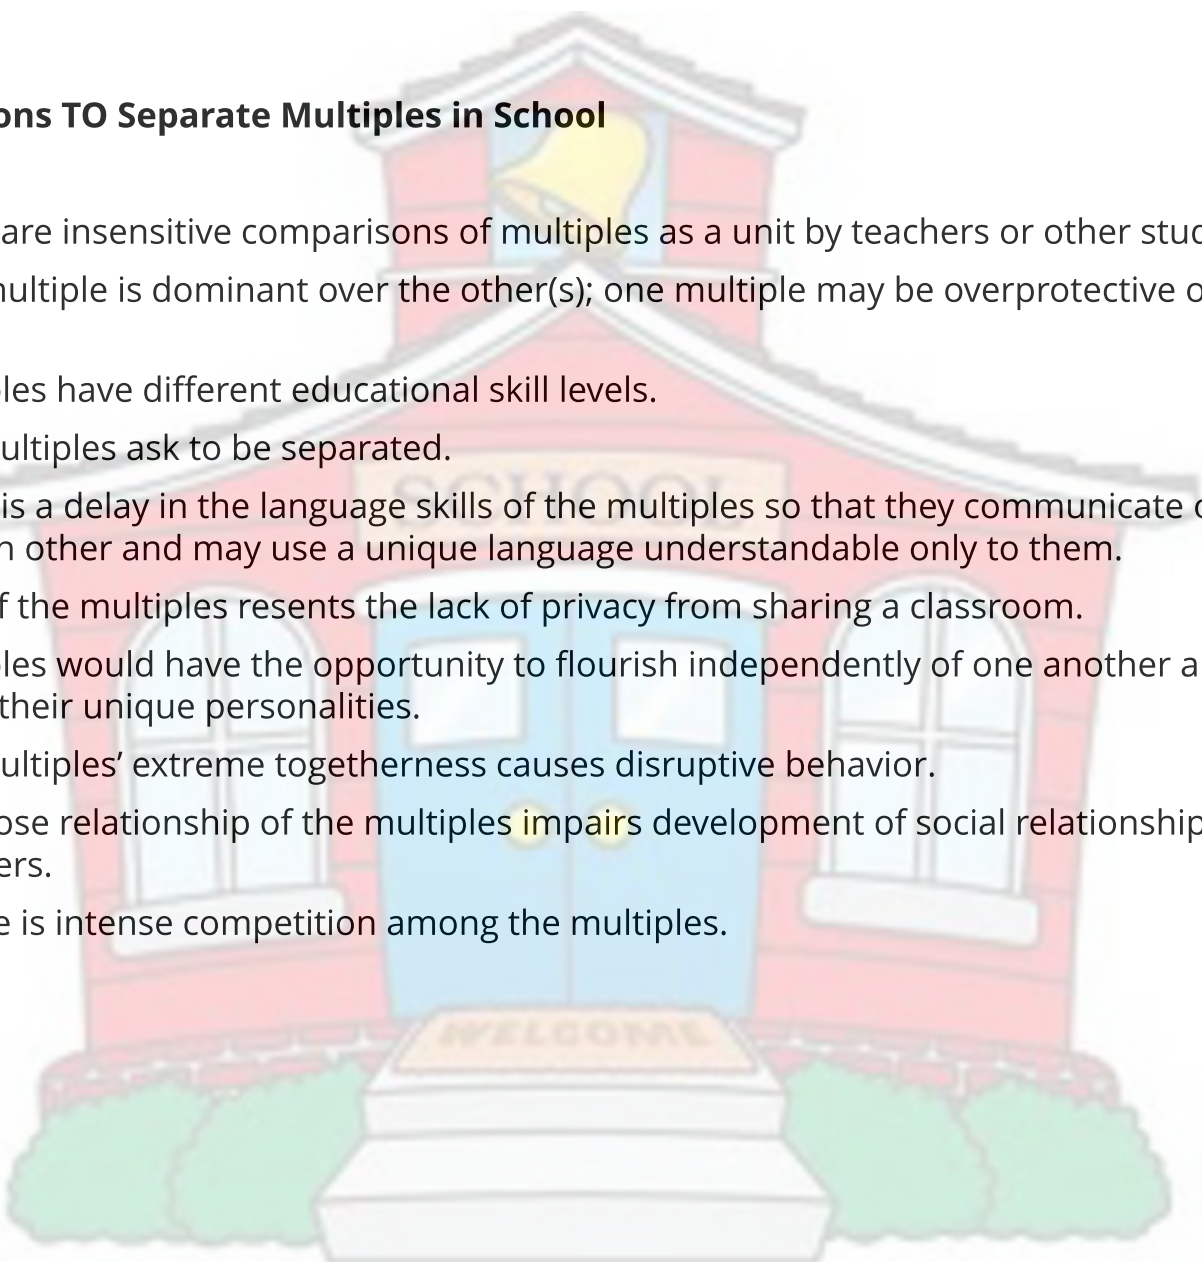 ons TO Separate Multiples in School
are insensitive comparisons of multiples as a unit by teachers or other stud
multiple is dominant over the other(s); one multiple may be overprotective o
les have different educational skill levels.
ultiples ask to be separated.
is a delay in the language skills of the multiples so that they communicate
other and may use a unique language understandable only to them.
f the multiples resents the lack of privacy from sharing a classroom.
les would have the opportunity to flourish independently of one another a
their unique personalities.
ultiples’ extreme togetherness causes disruptive behavior.
ose relationship of the multiples impairs development of social relationship
ers.
e is intense competition among the multiples.
SCHOOL
WELCOME